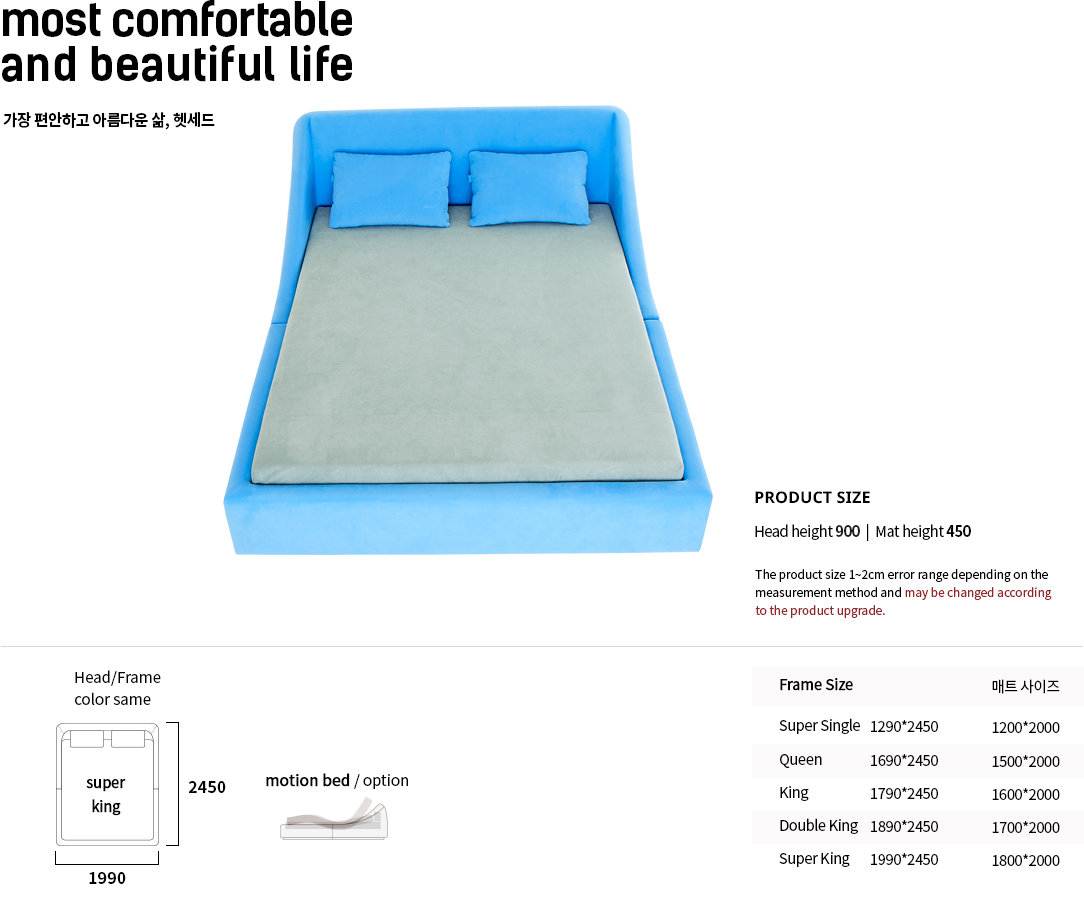 most comfortable
and beautiful life
가장 편안하고 아름다운 삶, 헷세드
PRODUCT SIZE
Head height 900 | Mat height 450
The product size 1~2cm error range depending on the
measurement method and may be changed according
to the product upgrade.
Head/Frame
color same
super
king
2450
1990
motion bed / option
Frame Size 매트 사이즈
Super Single 1290*2450 1200*2000
Queen 1690*2450 1500*2000
King 1790*2450 1600*2000
Double King 1890*2450 1700*2000
Super King 1990*2450 1800*2000